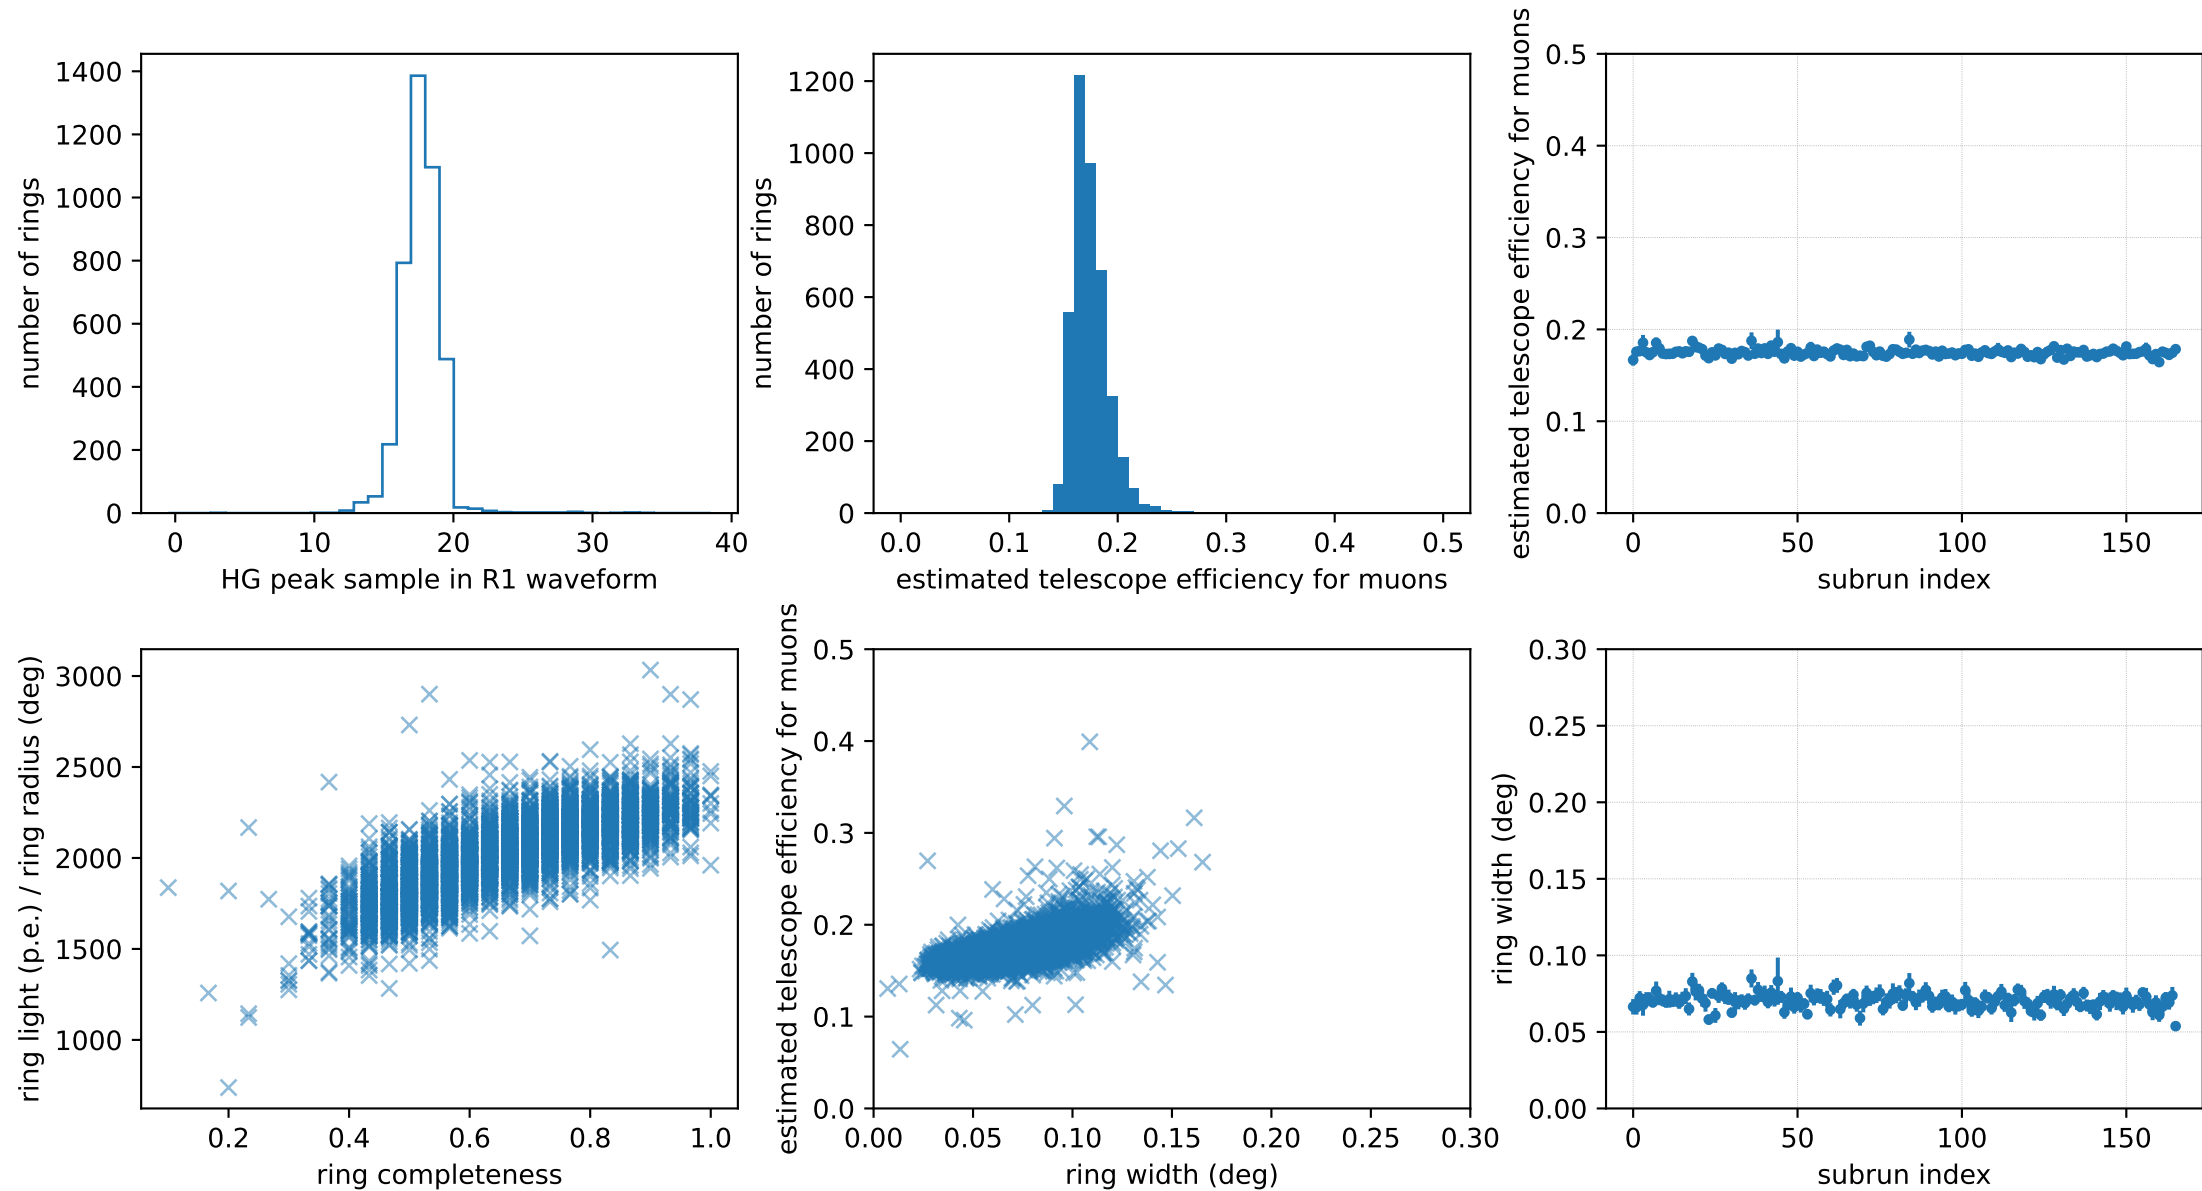 number of rings
1400
1200
1000
800
600
400
200
0
0 10 20 30 40
HG peak sample in R1 waveform
number of rings
1200
1000
800
600
400
200
0
0.0 0.1 0.2 0.3 0.4 0.5
estimated telescope efficiency for muons
estimated telescope efficiency for muons
0.5
0.4
0.3
0.2
0.1
0.0
0 50 100 150
subrun index
ring light (p.e.) / ring radius (deg)
3000
2500
2000
1500
1000
0.2 0.4 0.6 0.8 1.0
ring completeness
estimated telescope efficiency for muons
0.5
0.4
0.3
0.2
0.1
0.0
0.00 0.05 0.10 0.15 0.20 0.25 0.30
ring width (deg)
ring width (deg)
0.30
0.25
0.20
0.15
0.10
0.05
0.00
0 50 100 150
subrun index